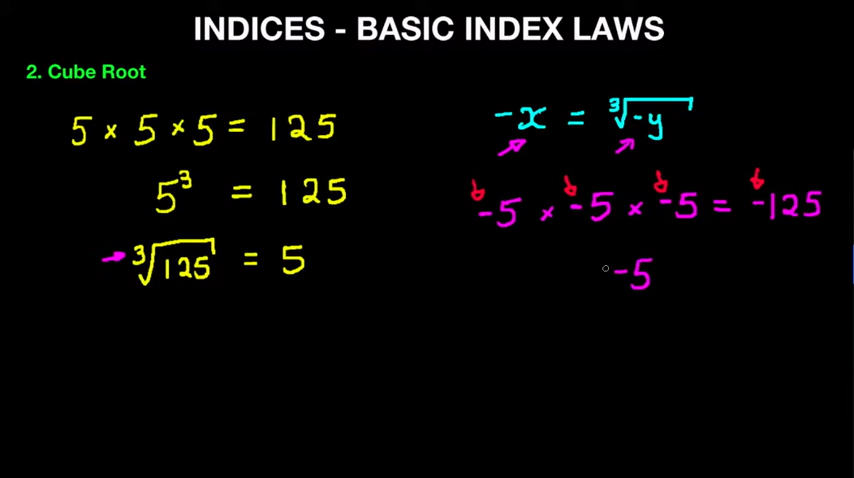 INDICES - BASIC INDEX LAWS
2. Cube Root
5 × 5 × 5 = 125
5³ = 125
∛125 = 5
-x = ∛-y
-5 × -5 × -5 = -125
-5